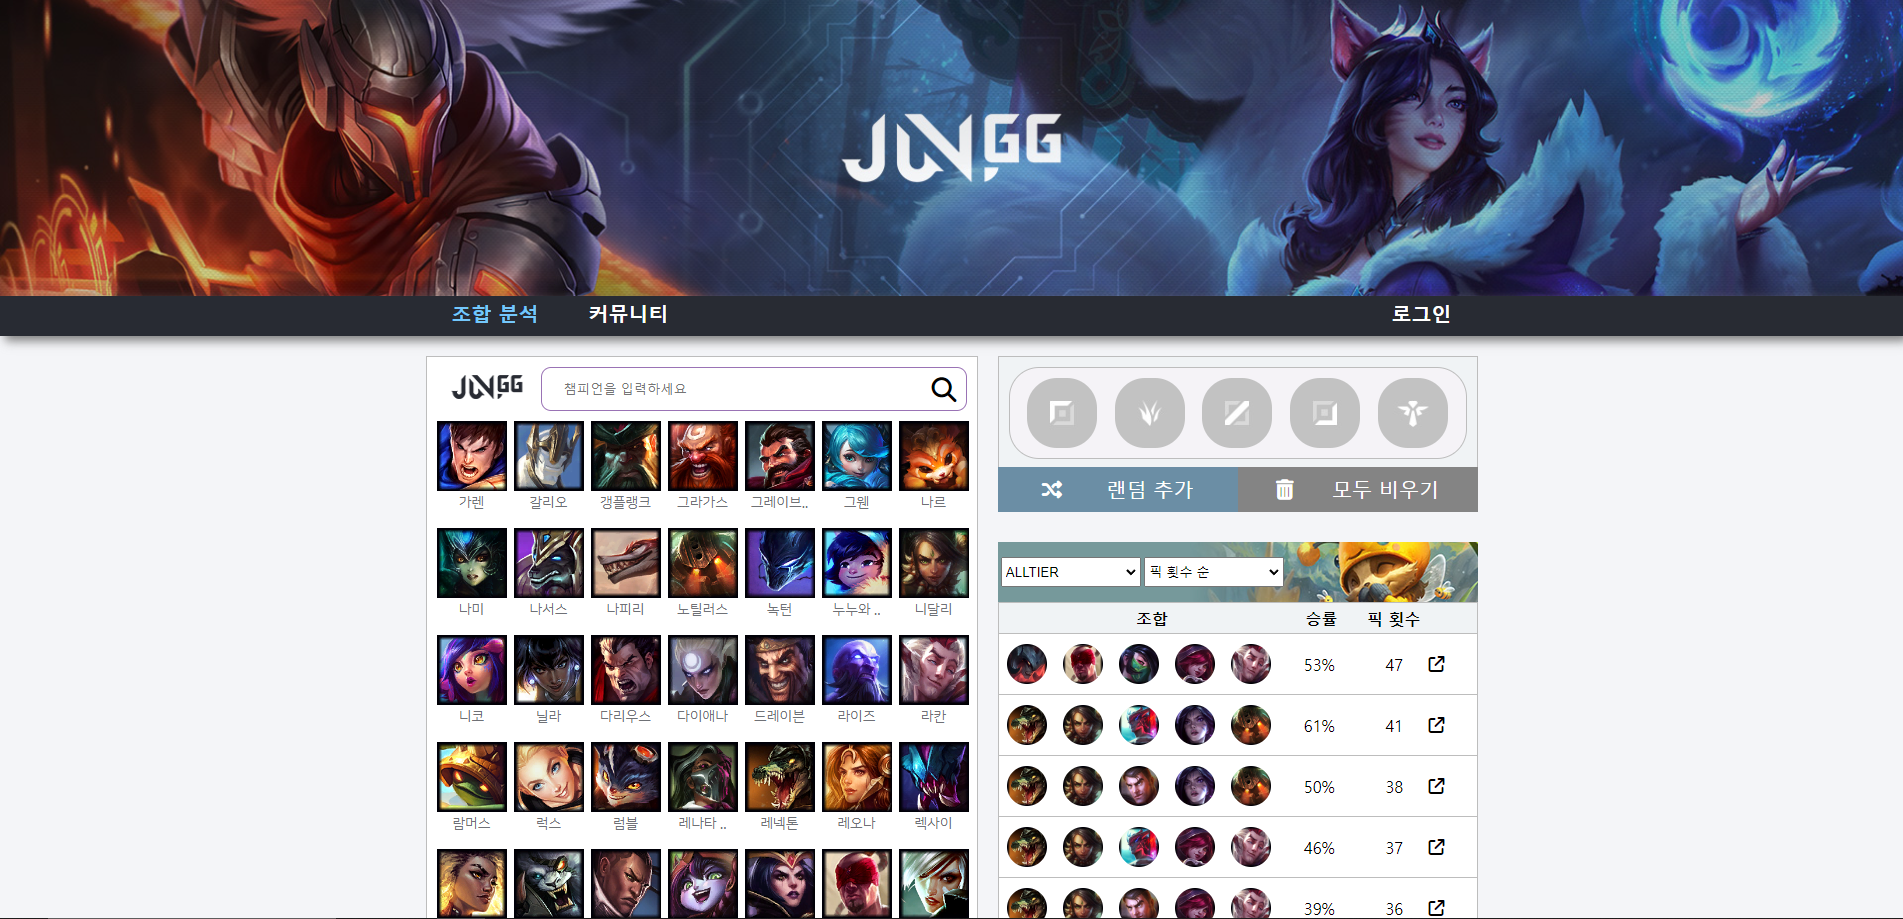 JUNGG
조합 분석 커뮤니티 로그인
JUNGG 챔피언을 입력하세요
가렌 갈리오 갱플랭크 그라가스 그레이브.. 그웬 나르
나미 나서스 나피리 노틸러스 녹턴 누누와 .. 니달리
니코 닐라 다리우스 다이애나 드레이븐 라이즈 라칸
람머스 럭스 럼블 레나타 .. 레넥톤 레오나 렉사이
랜덤 추가 모두 비우기
ALLTIER 픽 횟수 순
조합 승률 픽 횟수
53% 47
61% 41
50% 38
46% 37
39% 36